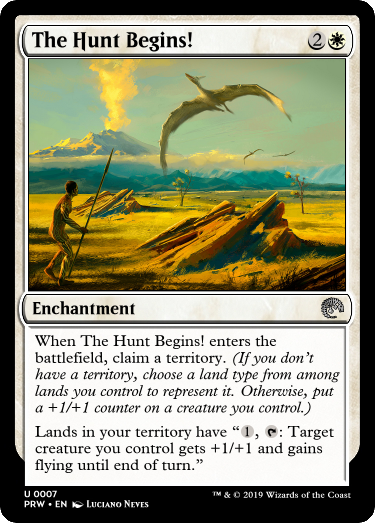 The Hunt Begins! 2
Enchantment
When The Hunt Begins! enters the
battlefield, claim a territory. (If you don't
have a territory, choose a land type from among
lands you control to represent it. Otherwise, put
a +1/+1 counter on a creature you control.)
Lands in your territory have “1, : Target
creature you control gets +1/+1 and gains
flying until end of turn.”
U 0007
PRW • EN Luciano Neves
™ & © 2019 Wizards of the Coast